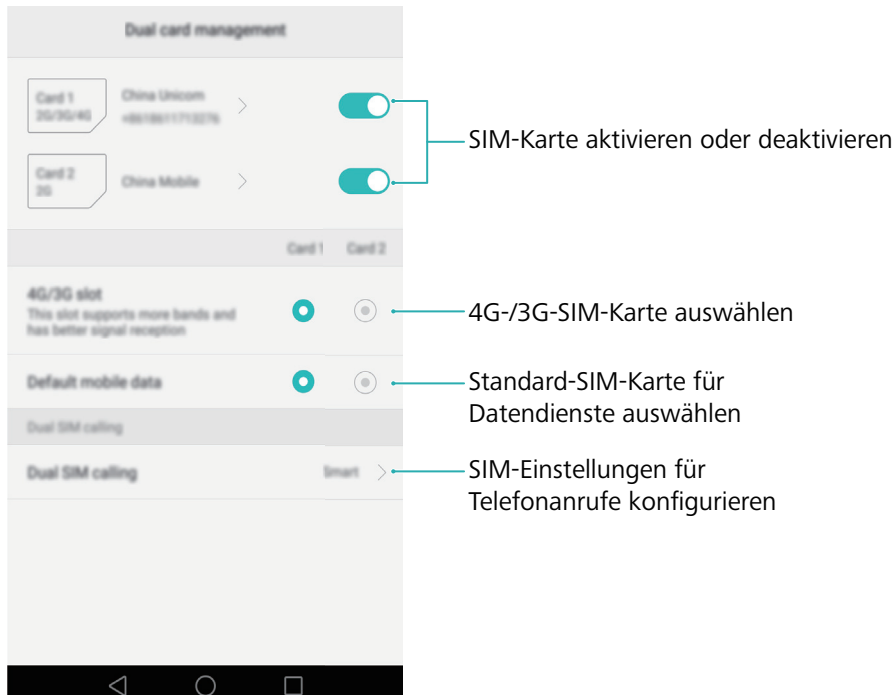 Dual card management
Card 1
2G/3G/4G
China Unicom
SIM-Karte aktivieren oder deaktivieren
Card 2
2G
China Mobile
Card 1 Card 2
4G/3G slot
This slot supports more bands and
has better signal reception
4G-/3G-SIM-Karte auswählen
Default mobile data
Standard-SIM-Karte für
Datendienste auswählen
Dual SIM calling
Dual SIM calling
Smart
SIM-Einstellungen für
Telefonanrufe konfigurieren